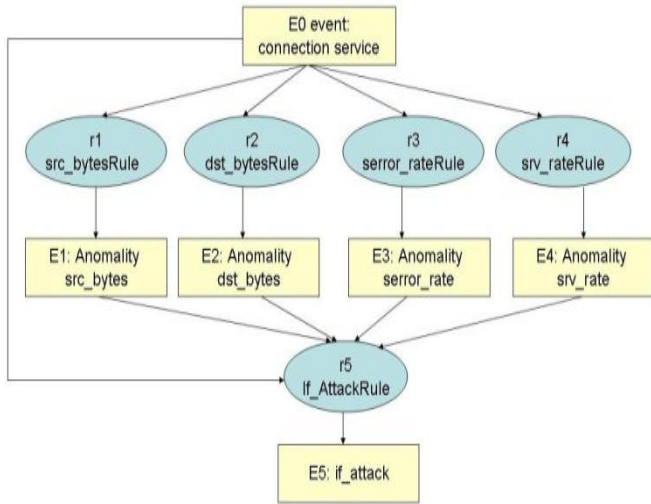 E0 event:
connection service
r1
src_bytesRule
r2
dst_bytesRule
r3
serror_rateRule
r4
srv_rateRule
E1: Anomality
src_bytes
E2: Anomality
dst_bytes
E3: Anomality
serror_rate
E4: Anomality
srv_rate
r5
If_AttackRule
E5: if_attack